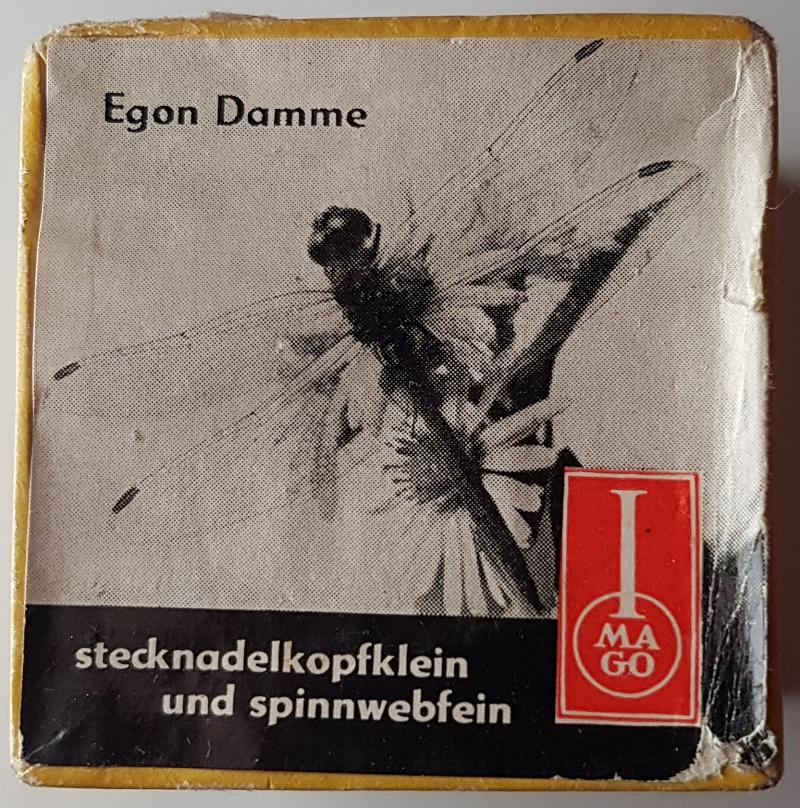 Egon Damme
stecknadelkopfklein
und spinnwebfein
I
MA
GO